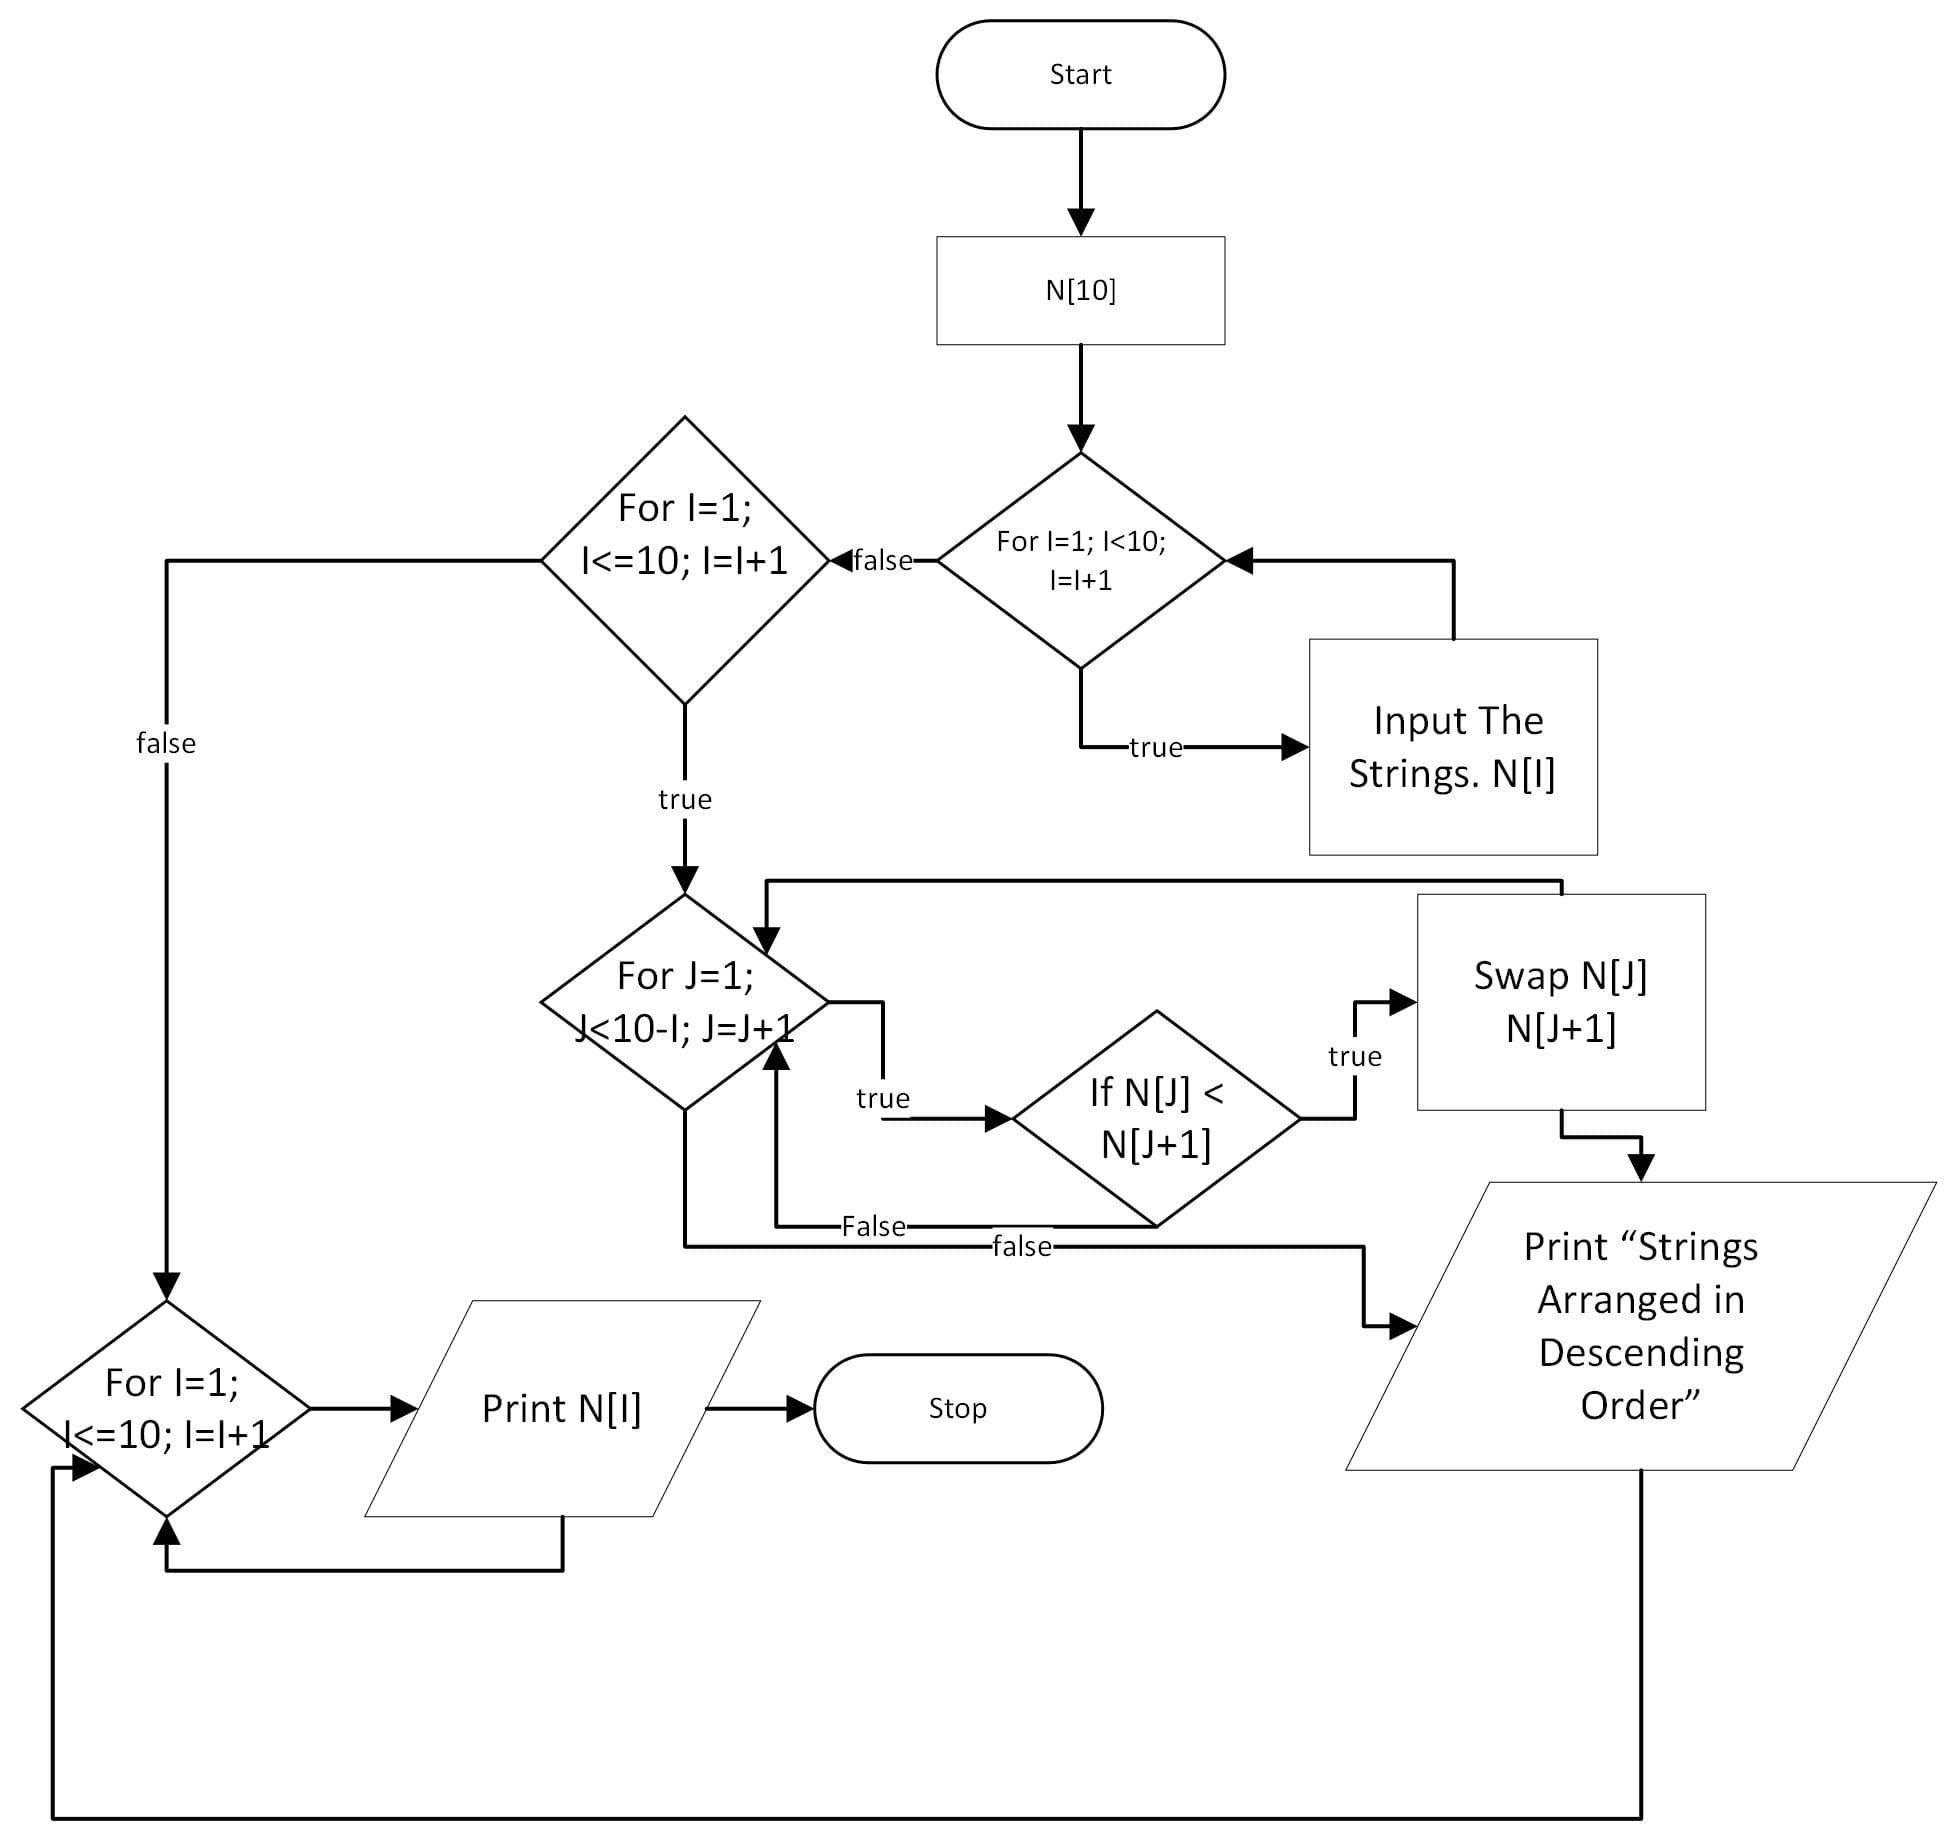 Start
N[10]
For I=1;
I<=10; I=I+1
false
For I=1; I<10;
I=I+1
false
true
Input The
Strings. N[I]
true
For J=1;
J<10-I; J=J+1
true
If N[J] <
N[J+1]
true
Swap N[J]
N[J+1]
False
false
Print “Strings
Arranged in
Descending
Order”
For I=1;
I<=10; I=I+1
Print N[I]
Stop